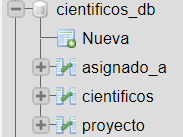 cientificos_db
Nueva
asignado_a
cientificos
proyecto